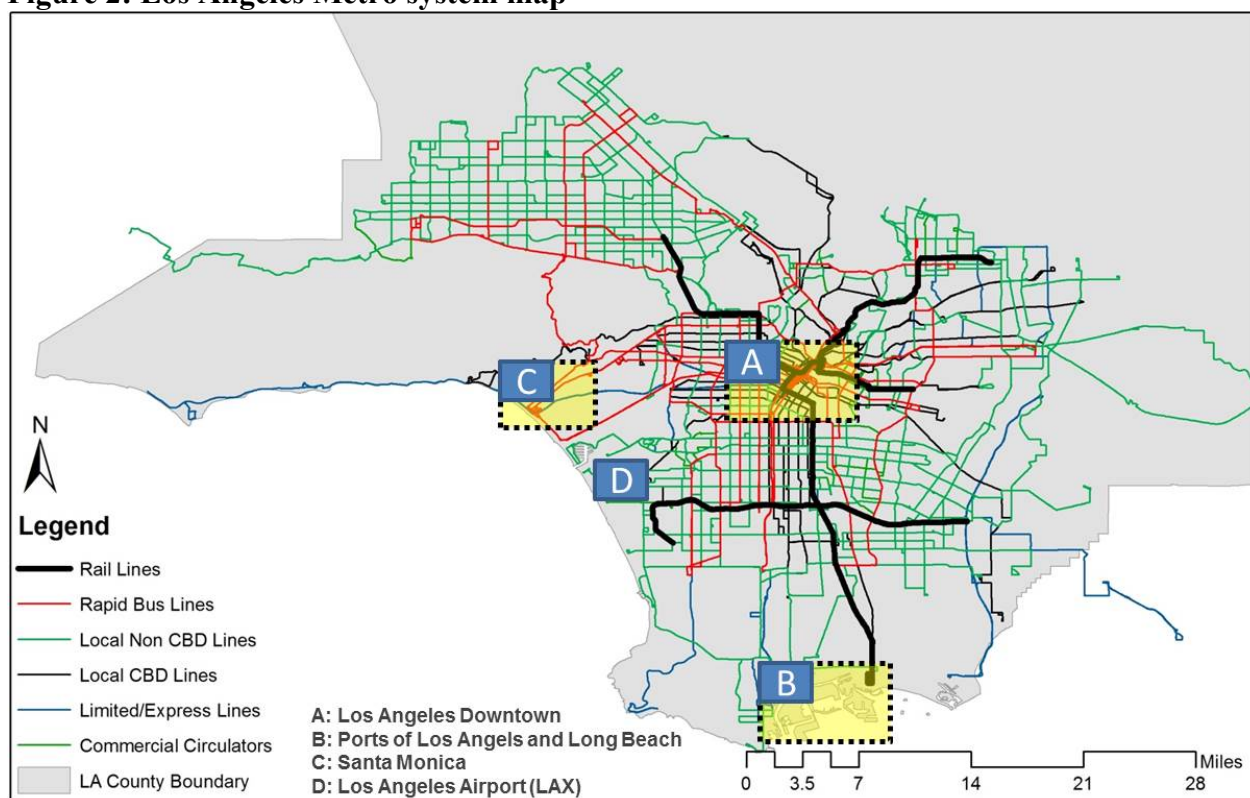 Figure 2: Los Angeles Metro system map
A
C
D
B
N
Legend
Rail Lines
Rapid Bus Lines
Local Non CBD Lines
Local CBD Lines
Limited/Express Lines
Commercial Circulators
LA County Boundary
A: Los Angeles Downtown
B: Ports of Los Angels and Long Beach
C: Santa Monica
D: Los Angeles Airport (LAX)
Miles
0 3.5 7 14 21 28